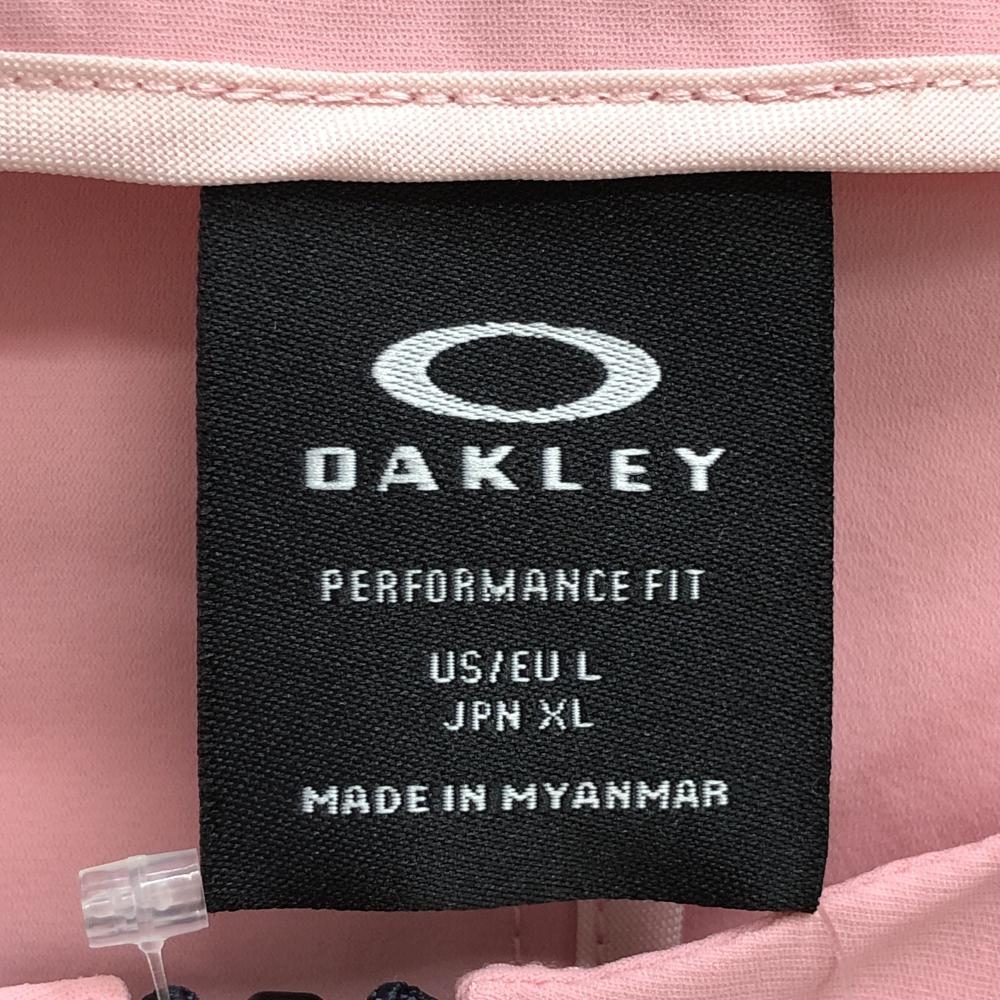 OAKLEY
PERFORMANCE FIT
US/EU L
JPN XL
MADE IN MYANMAR